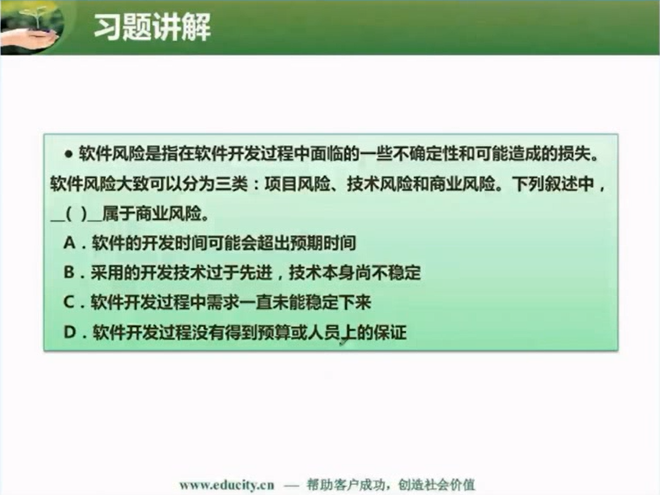 习题讲解
● 软件风险是指在软件开发过程中面临的一些不确定性和可能造成的损失。
软件风险大致可以分为三类：项目风险、技术风险和商业风险。下列叙述中，
__( )__属于商业风险。
A．软件的开发时间可能会超出预期时间
B．采用的开发技术过于先进，技术本身尚不稳定
C．软件开发过程中需求一直未能稳定下来
D．软件开发过程没有得到预算或人员上的保证
www.educity.cn — 帮助客户成功，创造社会价值